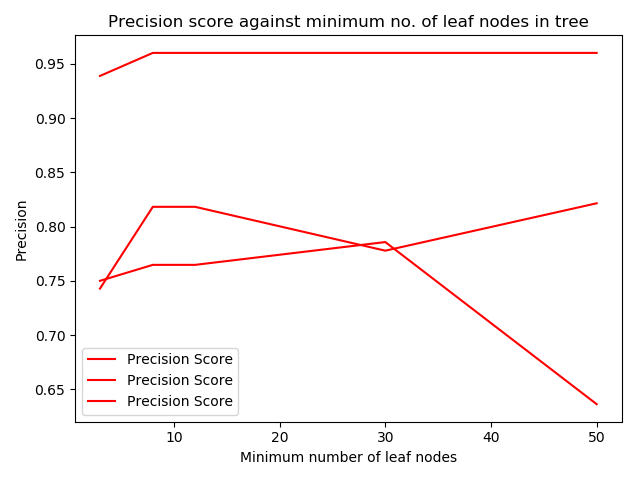 Precision score against minimum no. of leaf nodes in tree
0.95
0.90
0.85
0.80
0.75
0.70
0.65
Precision
Precision Score
Precision Score
Precision Score
10 20 30 40 50
Minimum number of leaf nodes